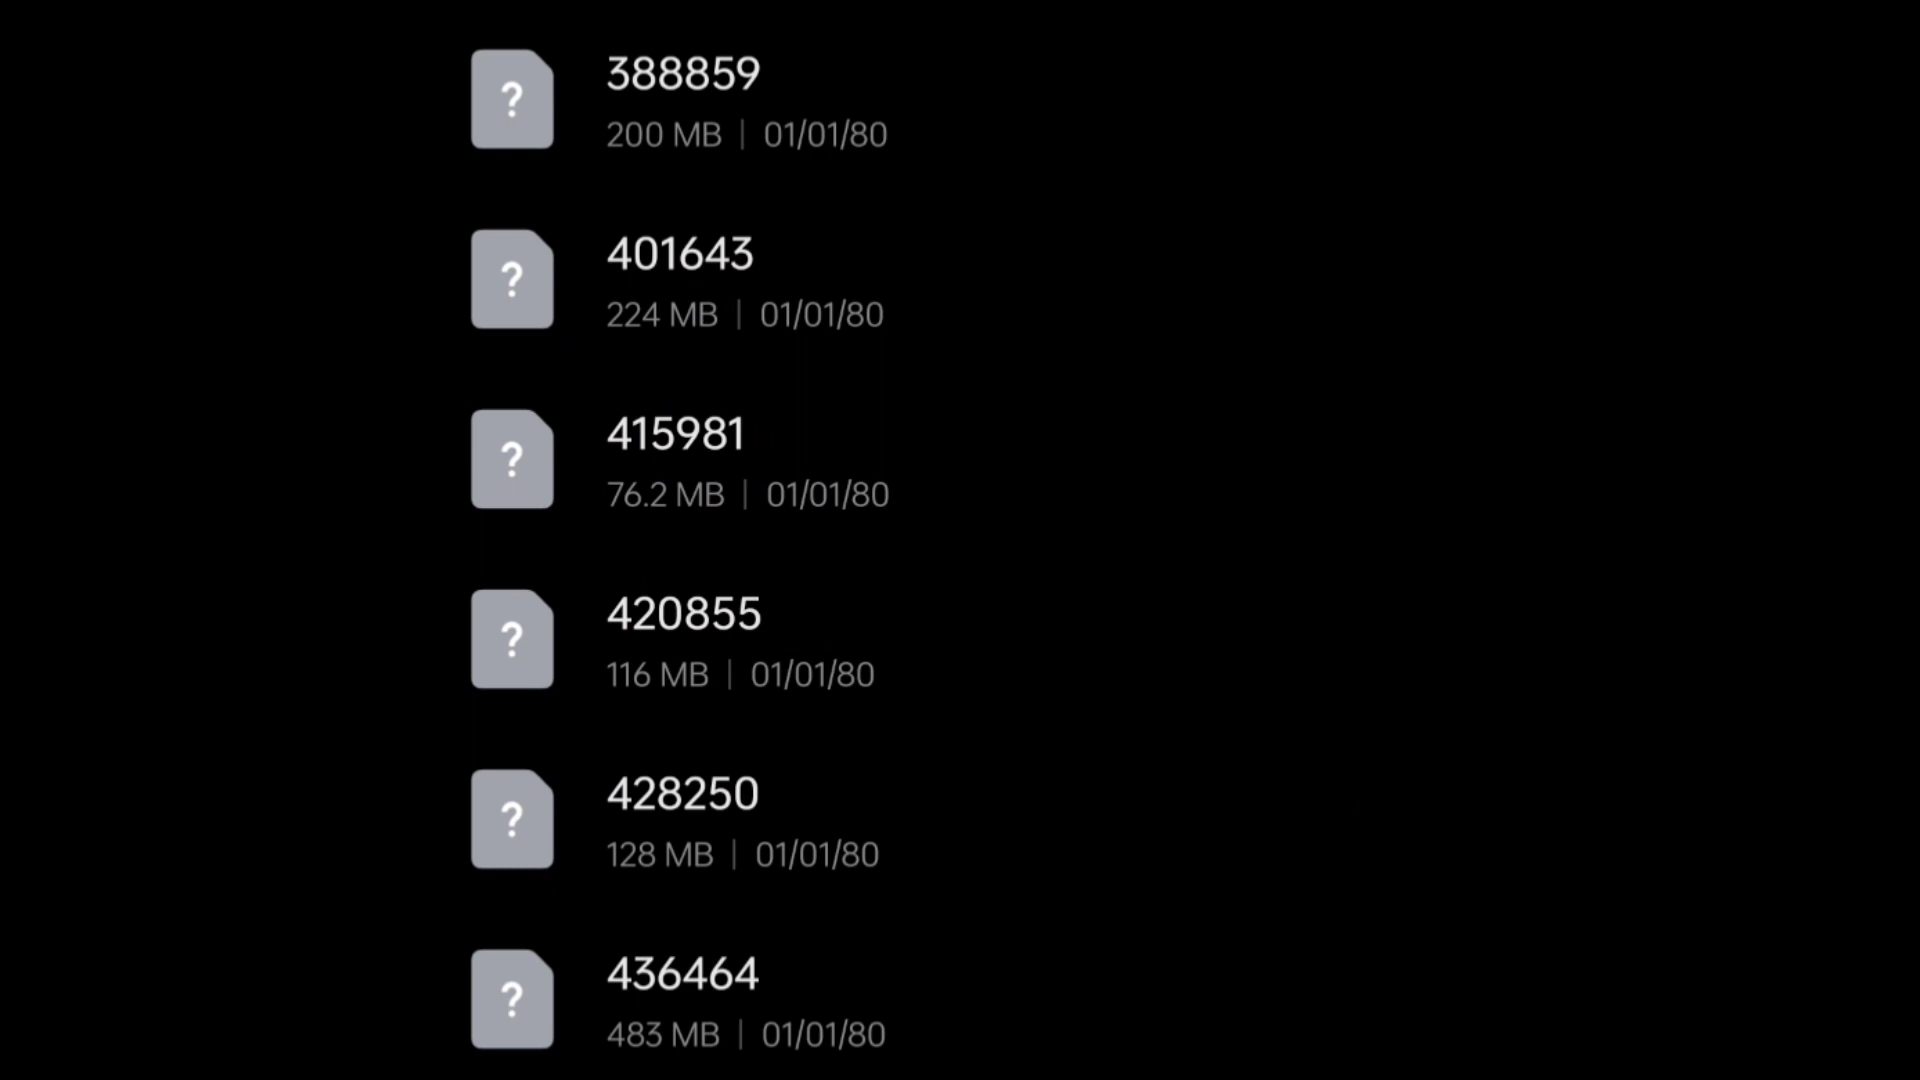 ?
388859
200 MB | 01/01/80
?
401643
224 MB | 01/01/80
?
415981
76.2 MB | 01/01/80
?
420855
116 MB | 01/01/80
?
428250
128 MB | 01/01/80
?
436464
483 MB | 01/01/80